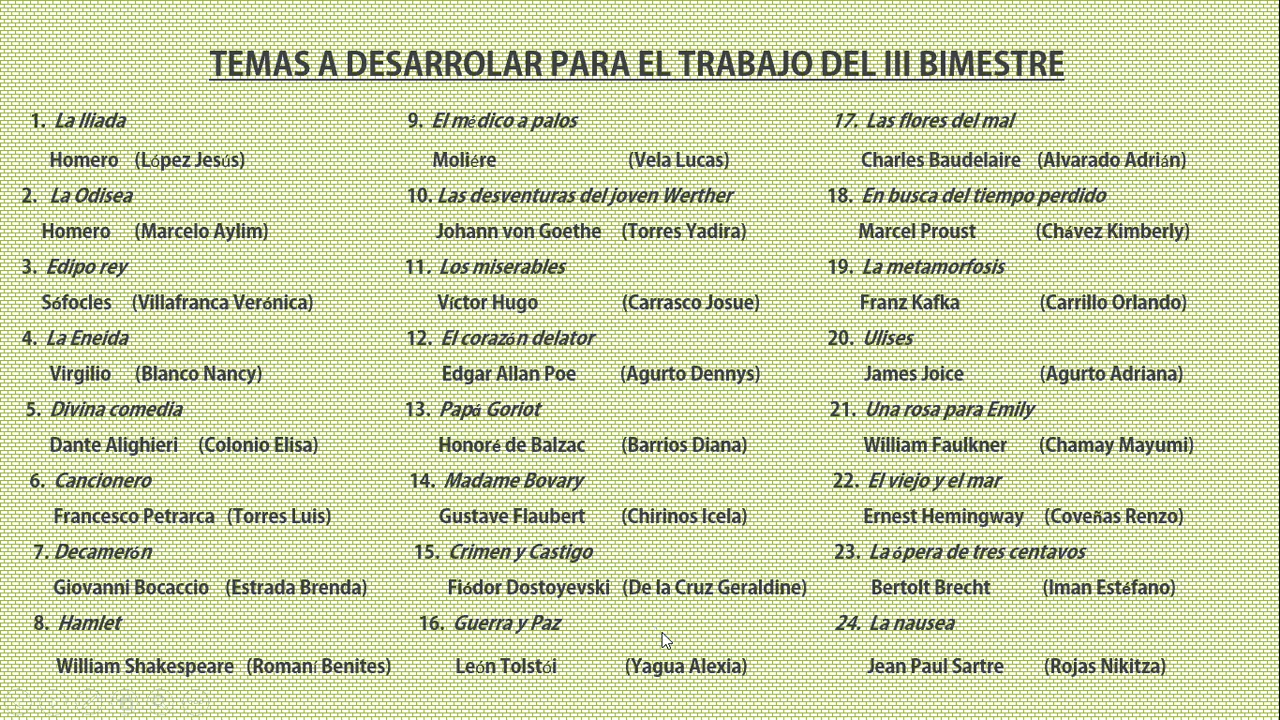 TEMAS A DESARROLAR PARA EL TRABAJO DEL III BIMESTRE
1. La Iliada
Homero (López Jesús)
2. La Odisea
Homero (Marcelo Aylim)
3. Edipo rey
Sófocles (Villafranca Verónica)
4. La Eneida
Virgilio (Blanco Nancy)
5. Divina comedia
Dante Alighieri (Colonio Elisa)
6. Cancionero
Francesco Petrarca (Torres Luis)
7. Decamerón
Giovanni Bocaccio (Estrada Brenda)
8. Hamlet
William Shakespeare (Romaní Benites)
9. El médico a palos
Moliére (Vela Lucas)
10. Las desventuras del joven Werther
Johann von Goethe (Torres Yadira)
11. Los miserables
Víctor Hugo (Carrasco Josue)
12. El corazón delator
Edgar Allan Poe (Agurto Dennys)
13. Papá Goriot
Honoré de Balzac (Barrios Diana)
14. Madame Bovary
Gustave Flaubert (Chirinos Icela)
15. Crimen y Castigo
Fiódor Dostoyevski (De la Cruz Geraldine)
16. Guerra y Paz
León Tolstói (Yagua Alexia)
17. Las flores del mal
Charles Baudelaire (Alvarado Adrián)
18. En busca del tiempo perdido
Marcel Proust (Chávez Kimberly)
19. La metamorfosis
Franz Kafka (Carrillo Orlando)
20. Ulises
James Joice (Agurto Adriana)
21. Una rosa para Emily
William Faulkner (Chamay Mayumi)
22. El viejo y el mar
Ernest Hemingway (Coveñas Renzo)
23. La ópera de tres centavos
Bertolt Brecht (Iman Estéfano)
24. La nausea
Jean Paul Sartre (Rojas Nikitza)